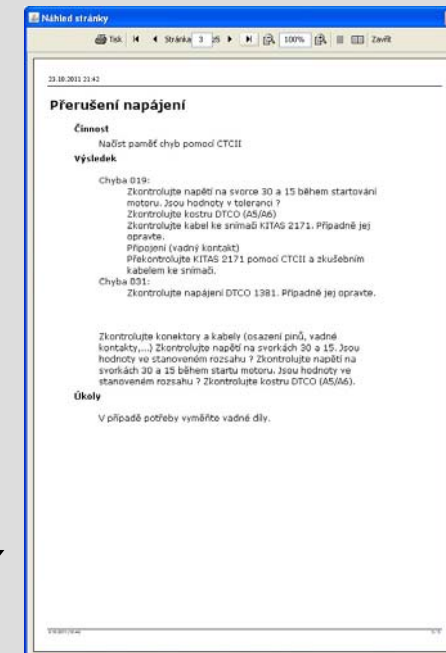 Náhled stránky
Tisk Stránka 3 z5 100% Zavřít
23.10.2011 21:42
Přerušení napájení
Činnost
Načíst paměť chyb pomocí CTCII
Výsledek
Chyba 019:
Zkontrolujte napětí na svorce 30 a 15 během startování
motoru. Jsou hodnoty v toleranci ?
Zkontrolujte kostru DTCO (A5/A6)
Zkontrolujte kabel ke snímači KITAS 2171. Případně jej
opravte.
Připojení (vadný kontakt)
Překontrolujte KITAS 2171 pomocí CTCII a zkušebním
kabelem ke snímači.
Chyba 031:
Zkontrolujte napájení DTCO 1381. Případně jej opravte.
Zkontrolujte konektory a kabely (osazení pinů, vadné
kontakty,...) Zkontrolujte napětí na svorkách 30 a 15. Jsou
hodnoty ve stanoveném rozsahu ? Zkontrolujte napětí na
svorkách 30 a 15 během startu motoru. Jsou hodnoty ve
stanoveném rozsahu ? Zkontrolujte kostru DTCO (A5/A6).
Úkoly
V případě potřeby vyměňte vadné díly.